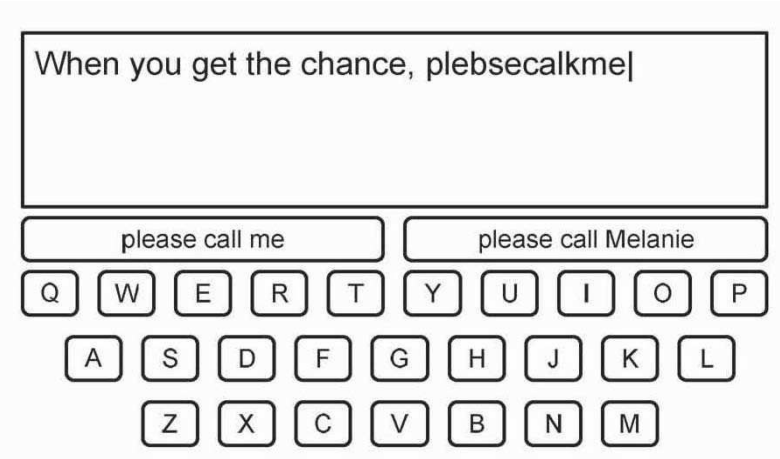 When you get the chance, plebsecalkme|
please call me please call Melanie
Q W E R T Y U I O P
A S D F G H J K L
Z X C V B N M